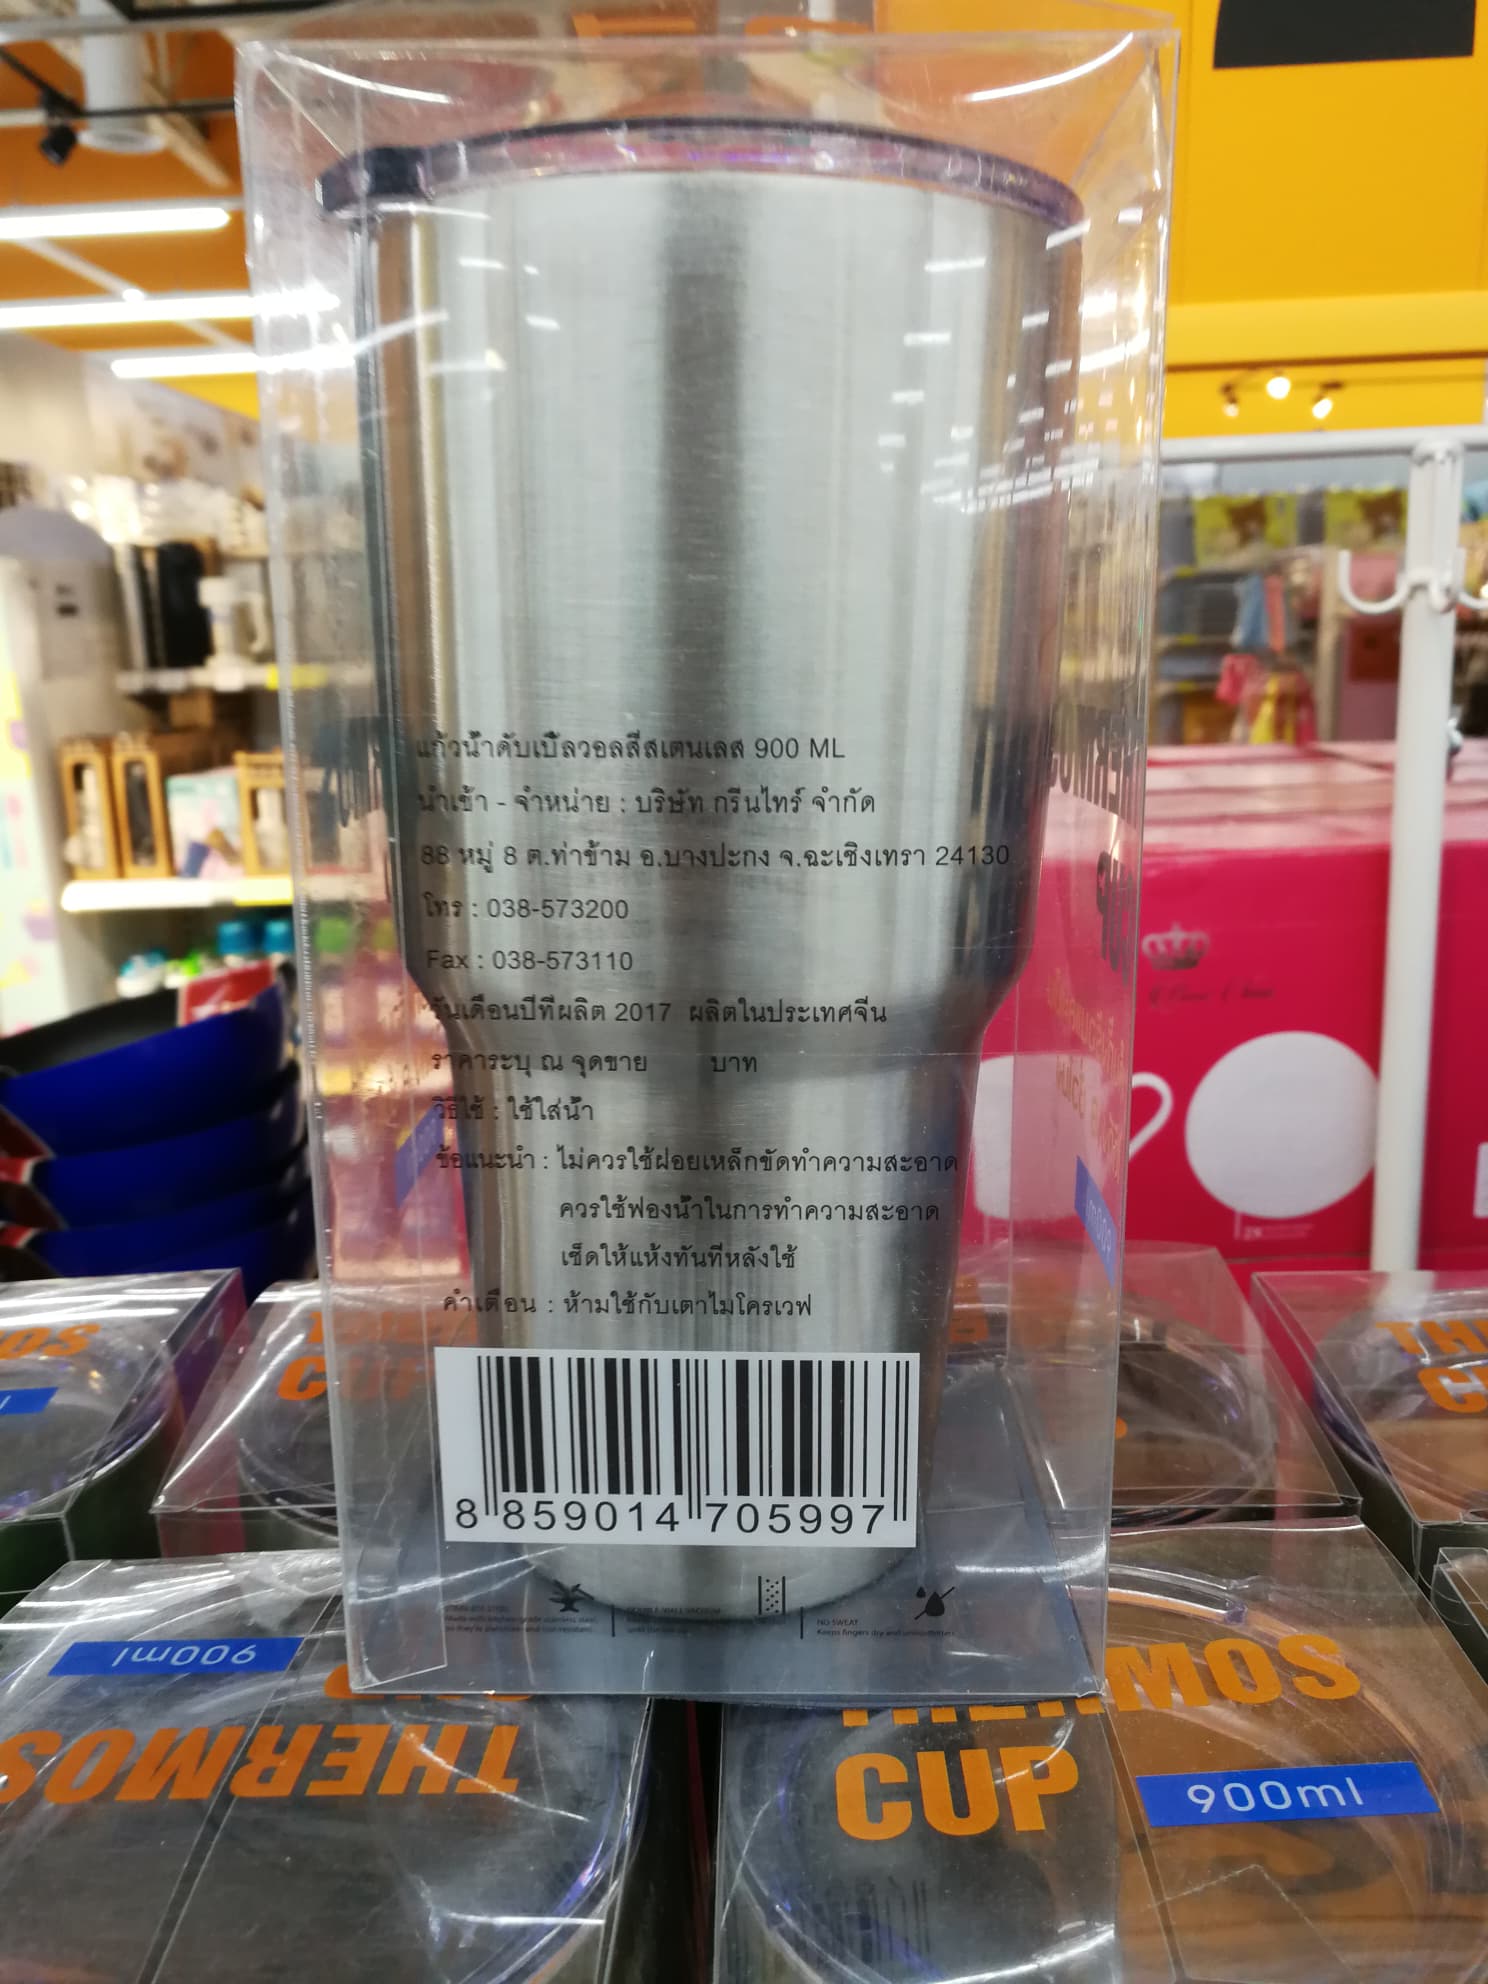 แก้วน้ำดับเบิ้ลวอลล์สแตนเลส 900 ML
นำเข้า - จำหน่าย : บริษัท กรีนไทร์ จำกัด
88 หมู่ 8 ต.ท่าข้าม อ.บางปะกง จ.ฉะเชิงเทรา 24130
โทร : 038-573200
Fax : 038-573110
วันเดือนปีที่ผลิต 2017 ผลิตในประเทศจีน
ราคาระบุ ณ จุดขาย บาท
วิธีใช้ : ใช้ใส่น้ำ
ข้อแนะนำ : ไม่ควรใช้ฝอยเหล็กขัดทำความสะอาด
ควรใช้ฟองน้ำในการทำความสะอาด
เช็ดให้แห้งทันทีหลังใช้
คำเตือน : ห้ามใช้กับเตาไมโครเวฟ
8 859014 705997
NO SWEAT
Keeps fingers dry and
THERMOS
CUP
900ml
THERMOS
900ml